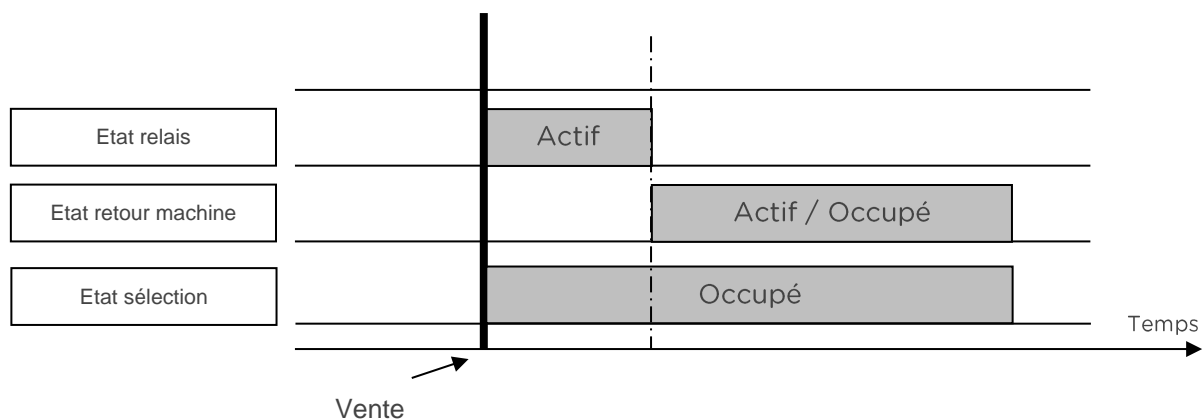 Etat relais
Actif
Etat retour machine
Actif / Occupé
Etat sélection
Occupé
Temps
Vente